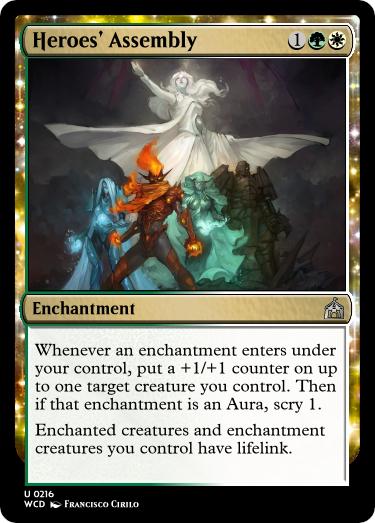 Heroes' Assembly 1
Enchantment
Whenever an enchantment enters under
your control, put a +1/+1 counter on up
to one target creature you control. Then
if that enchantment is an Aura, scry 1.
Enchanted creatures and enchantment
creatures you control have lifelink.
U 0216
WCD Francisco Cirilo